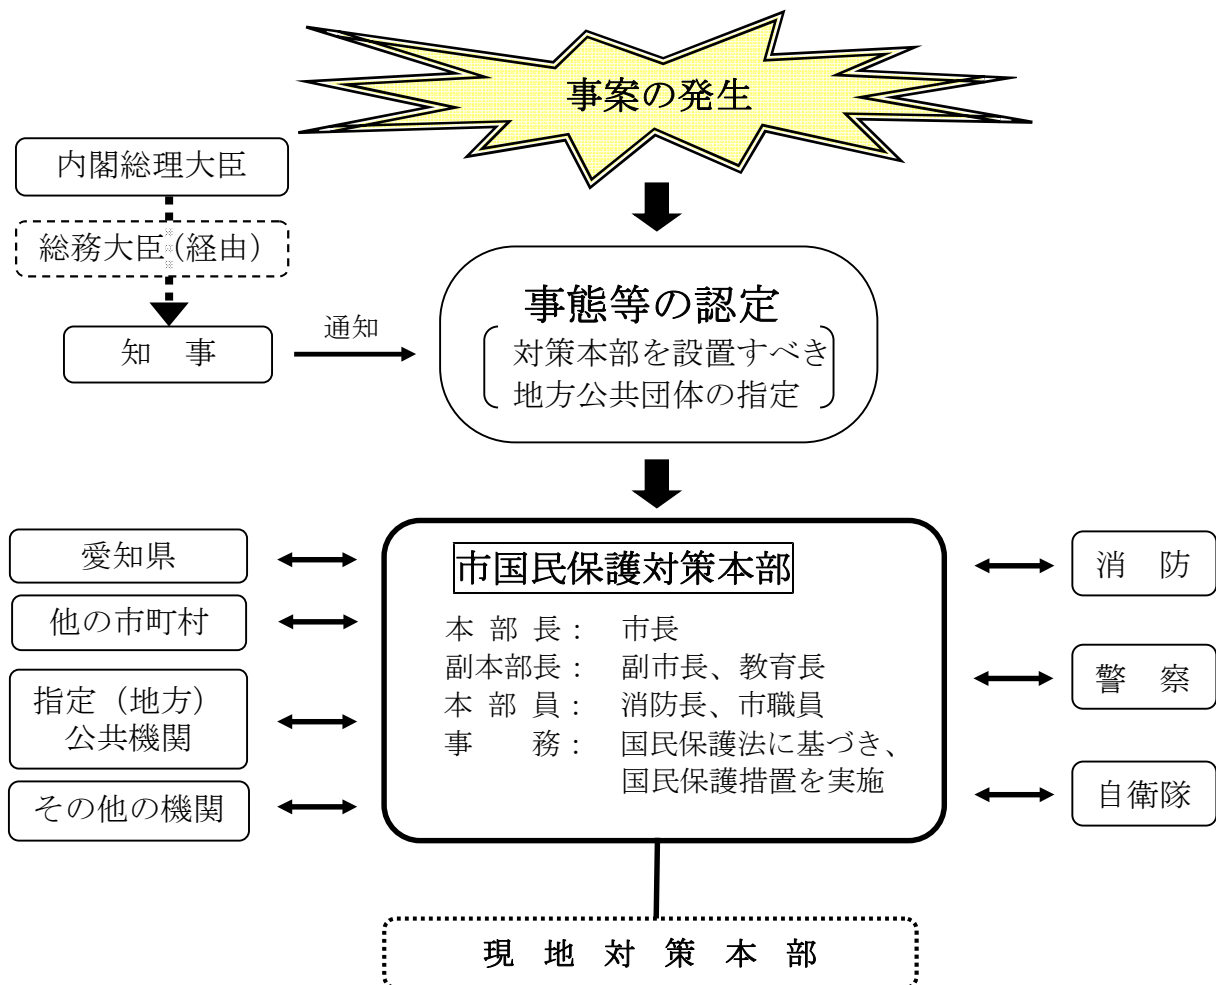 事案の発生
内閣総理大臣
総務大臣（経由）
知　事
通知
事態等の認定
対策本部を設置すべき
地方公共団体の指定
愛知県
他の市町村
指定（地方）
公共機関
その他の機関
市国民保護対策本部
本 部 長：　市長
副本部長：　副市長、教育長
本 部 員：　消防長、市職員
事　　務：　国民保護法に基づき、
国民保護措置を実施
消　防
警　察
自衛隊
現 地 対 策 本 部